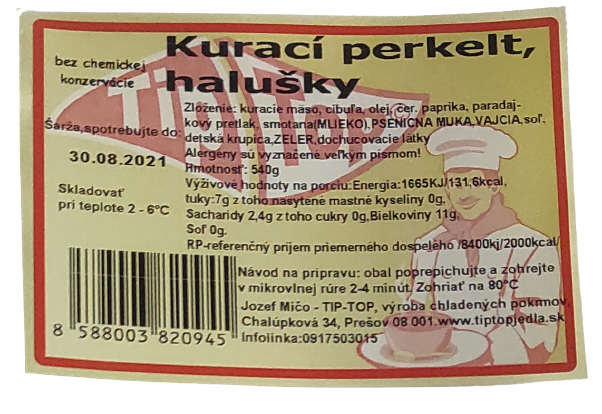 Kurací perkelt,
halušky
bez chemickej
konzervácie
TIP TOP
Zloženie: kuracie mäso, cibuľa, olej, čer. paprika, paradaj-
kový pretlak, smotana(MLIEKO),PŠENIČNA MUKA,VAJCIA,soľ.
detská krupica,ZELER,dochucovacie látky
Alergény sú vyznačené veľkým písmom!
Hmotnosť: 540g
Šarža,spotrebujte do:
30.08.2021
Skladovať
pri teplote 2 - 6°C
Výživové hodnoty na porciu:Energia:1665KJ/131,6kcal,
tuky:7g z toho nasýtené mastné kyseliny 0g,
Sacharidy 2,4g z toho cukry 0g,Bielkoviny 11g,
Soľ 0g.
RP-referenčný príjem priemerného dospelého /8400kj/2000kcal/
Návod na pripravu: obal poprepichujte a zohrejte
v mikrovlnej rúre 2-4 minút. Zohriať na 80°C
Jozef Mičo - TIP-TOP, výroba chladených pokrmov,
Chalúpková 34, Prešov 08 001.www.tiptopjedla.sk
Infolinka:0917503015
8 588003 820945